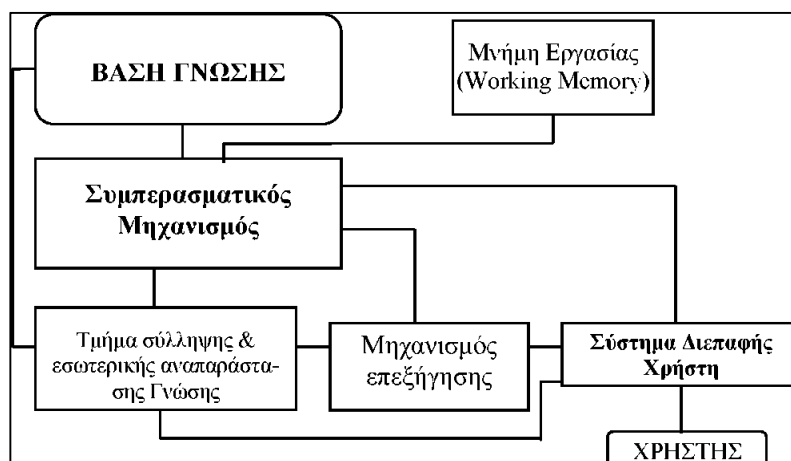 ΒΑΣΗ ΓΝΩΣΗΣ
Μνήμη Εργασίας
(Working Memory)
Συμπερασματικός
Μηχανισμός
Τμήμα σύλληψης &
εσωτερικής αναπαράστα-
σης Γνώσης
Μηχανισμός
επεξήγησης
Σύστημα Διεπαφής
Χρήστη
ΧΡΗΣΤΗΣ